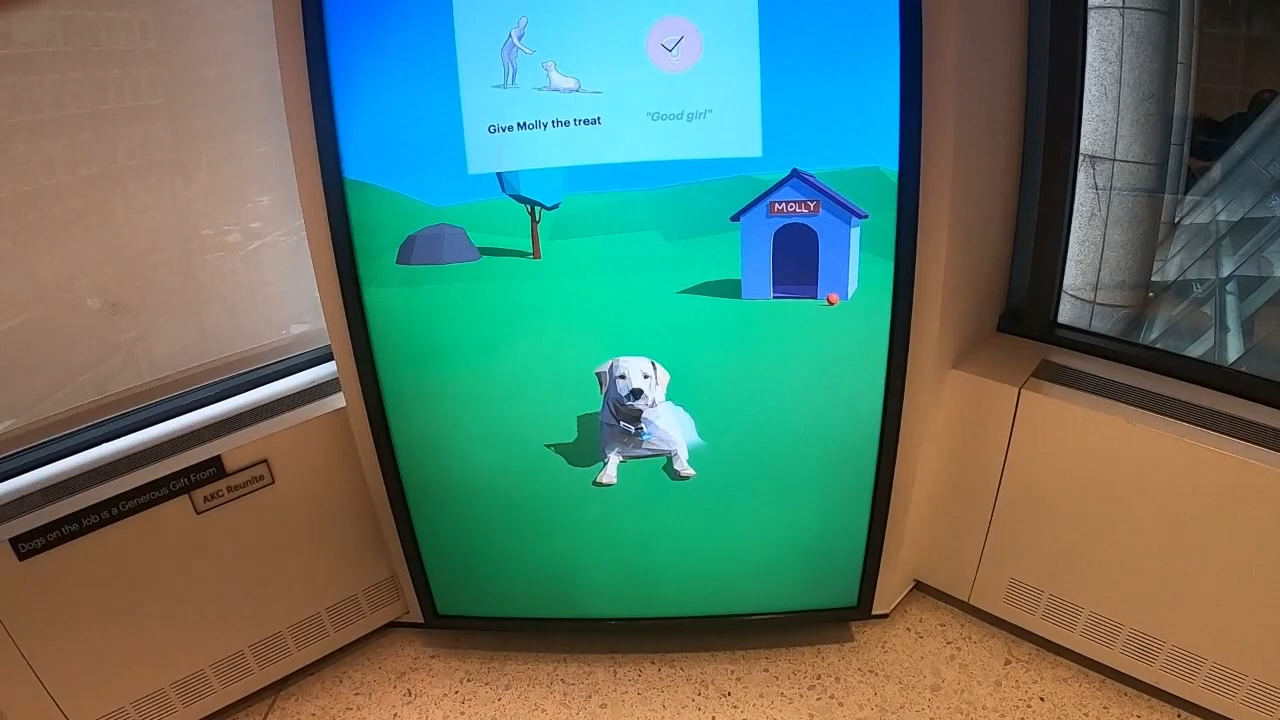 Give Molly the treat
"Good girl"
MOLLY
Dogs on the Job is a Generous Gift From
AKC Reunite